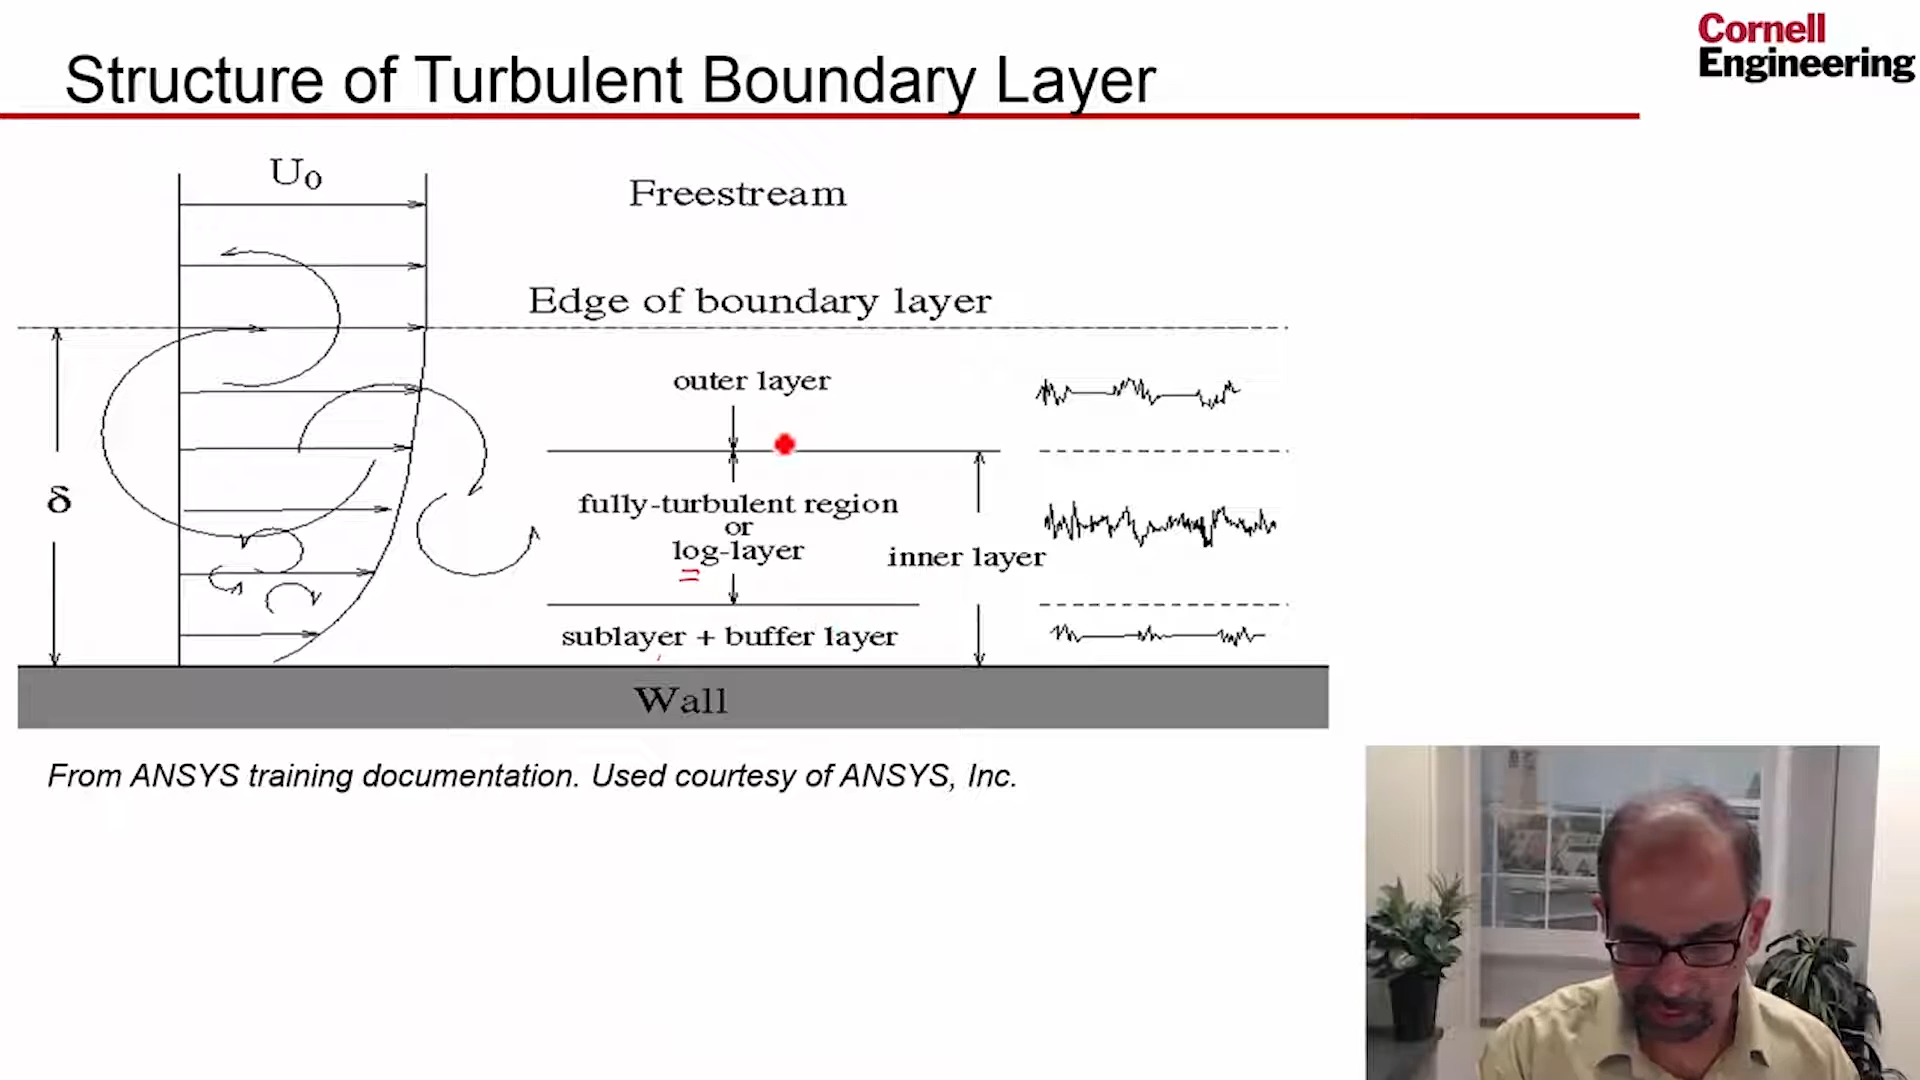 Structure of Turbulent Boundary Layer
Cornell
Engineering
U₀
Freestream
Edge of boundary layer
outer layer
δ
fully-turbulent region
or
log-layer
inner layer
sublayer + buffer layer
Wall
From ANSYS training documentation. Used courtesy of ANSYS, Inc.